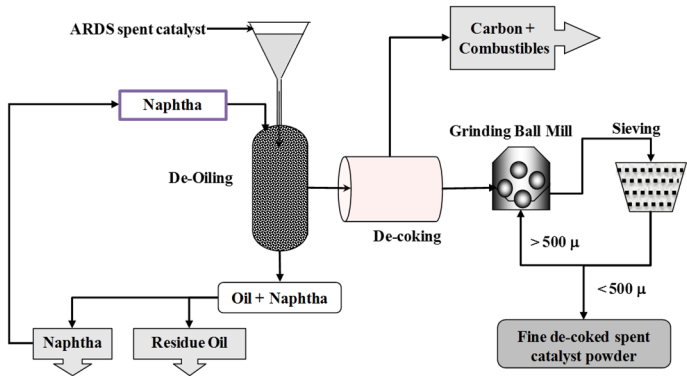 ARDS spent catalyst
Carbon +
Combustibles
Naphtha
Grinding Ball Mill
Sieving
De-Oiling
De-coking
> 500 µ
< 500 µ
Oil + Naphtha
Naphtha
Residue Oil
Fine de-coked spent
catalyst powder